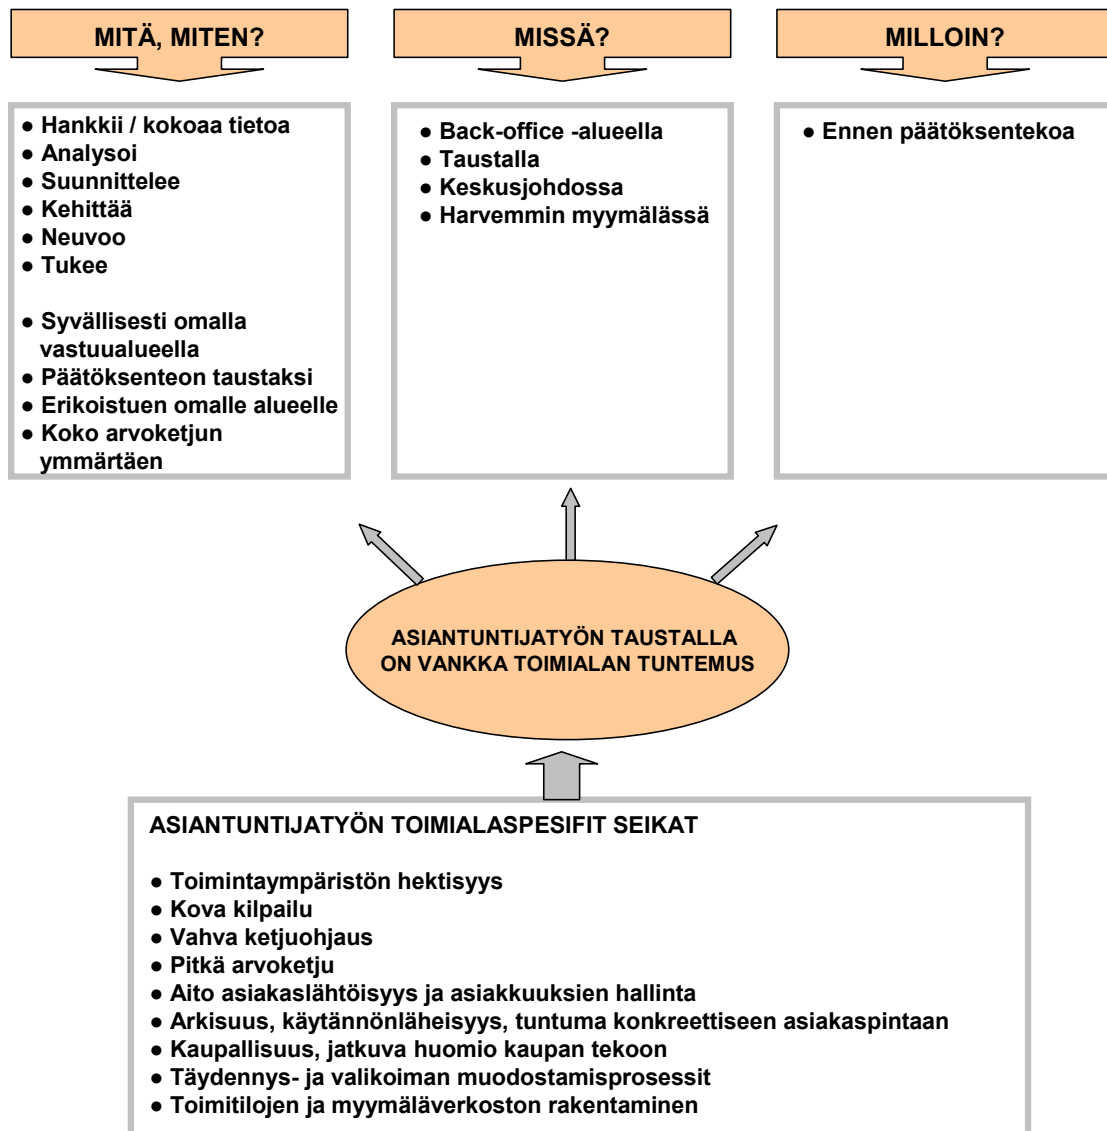 MITÄ, MITEN?
● Hankkii / kokoaa tietoa
● Analysoi
● Suunnittelee
● Kehittää
● Neuvoo
● Tukee
● Syvällisesti omalla
vastuualueella
● Päätöksenteon taustaksi
● Erikoistuen omalle alueelle
● Koko arvoketjun
ymmärtäen
MISSÄ?
● Back-office -alueella
● Taustalla
● Keskusjohdossa
● Harvemmin myymälässä
MILLOIN?
● Ennen päätöksentekoa
ASIANTUNTIJATYÖN TAUSTALLA
ON VANKKA TOIMIALAN TUNTEMUS
ASIANTUNTIJATYÖN TOIMIALASPESIFIT SEIKAT
● Toimintaympäristön hektisyys
● Kova kilpailu
● Vahva ketjuohjaus
● Pitkä arvoketju
● Aito asiakaslähtöisyys ja asiakkuuksien hallinta
● Arkisuus, käytännönläheisyys, tuntuma konkreettiseen asiakaspintaan
● Kaupallisuus, jatkuva huomio kaupan tekoon
● Täydennys- ja valikoiman muodostamisprosessit
● Toimitilojen ja myymäläverkoston rakentaminen